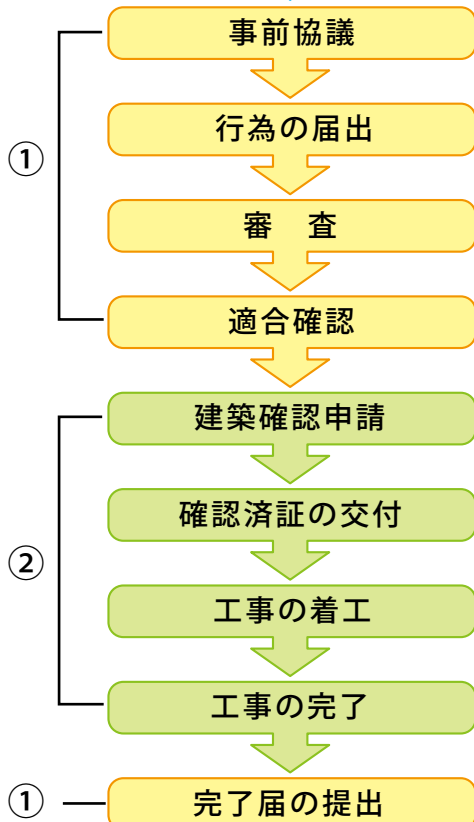 事前協議
行為の届出
①
審　査
適合確認
建築確認申請
確認済証の交付
②
工事の着工
工事の完了
①
完了届の提出